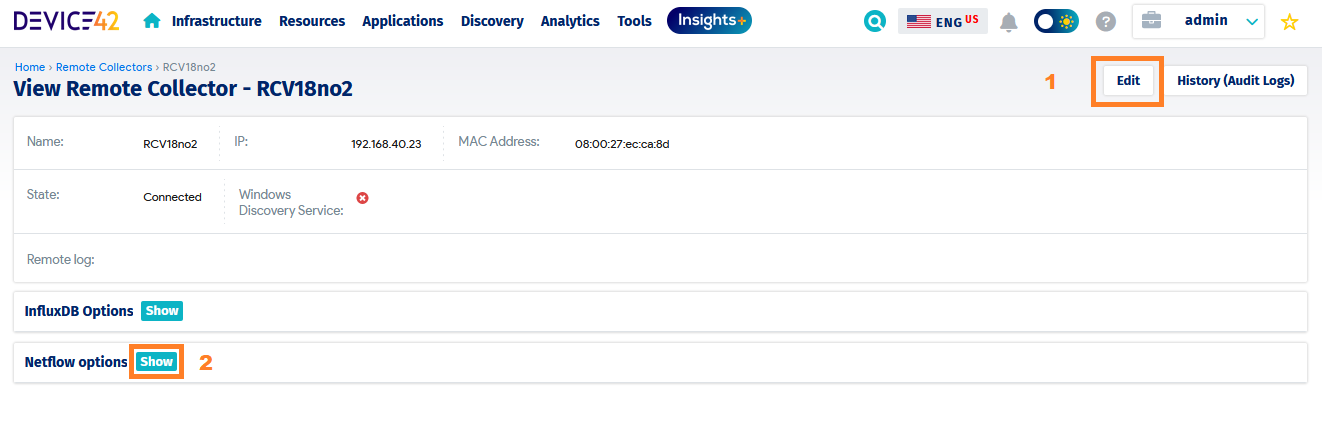 DEVICE42 Infrastructure Resources Applications Discovery Analytics Tools Insights+ ENG US ? admin
Home › Remote Collectors › RCV18no2
View Remote Collector - RCV18no2
1 Edit History (Audit Logs)
Name: RCV18no2 IP: 192.168.40.23 MAC Address: 08:00:27:ec:ca:8d
State: Connected Windows
Discovery Service:
Remote log:
InfluxDB Options Show
Netflow options Show 2